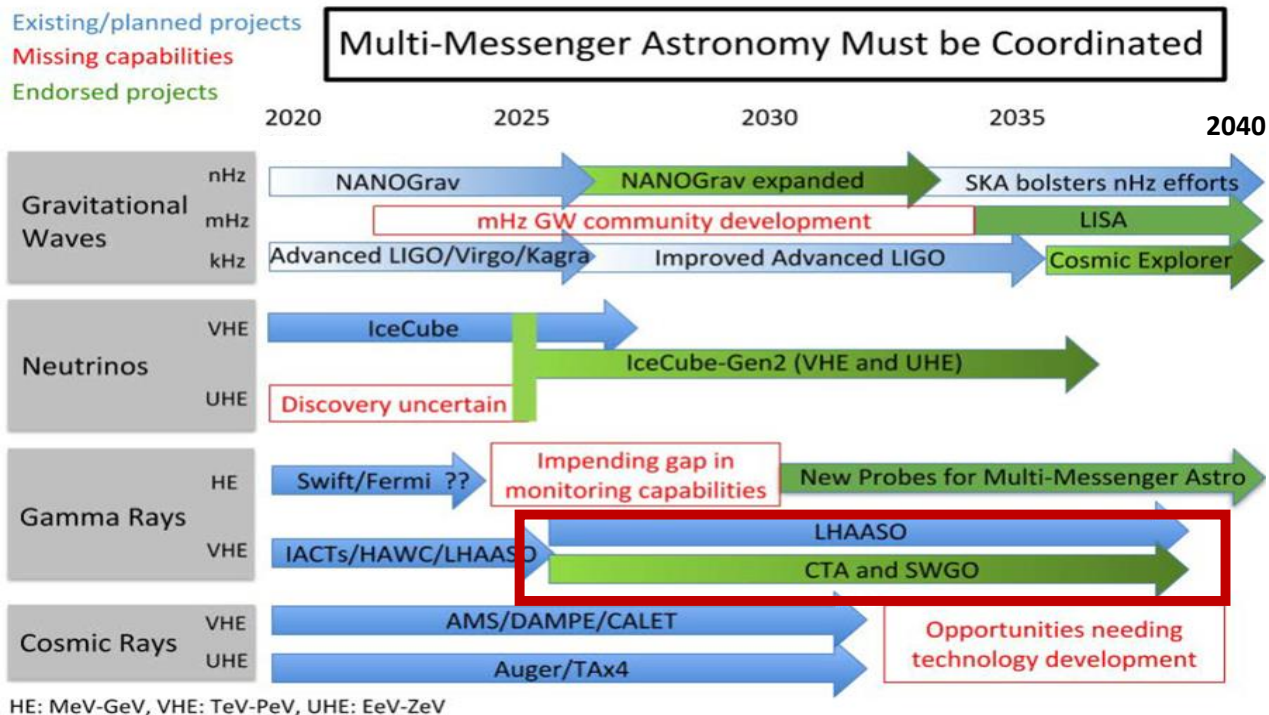 Existing/planned projects
Missing capabilities
Endorsed projects
Multi-Messenger Astronomy Must be Coordinated
2020 2025 2030 2035 2040
Gravitational
Waves
nHz
mHz
kHz
NANOGrav
NANOGrav expanded
SKA bolsters nHz efforts
mHz GW community development
LISA
Advanced LIGO/Virgo/Kagra
Improved Advanced LIGO
Cosmic Explorer
Neutrinos
VHE
UHE
IceCube
IceCube-Gen2 (VHE and UHE)
Discovery uncertain
Gamma Rays
HE
VHE
Swift/Fermi ??
Impending gap in
monitoring capabilities
New Probes for Multi-Messenger Astro
IACTs/HAWC/LHAASO
LHAASO
CTA and SWGO
Cosmic Rays
VHE
UHE
AMS/DAMPE/CALET
Auger/TAx4
Opportunities needing
technology development
HE: MeV-GeV, VHE: TeV-PeV, UHE: EeV-ZeV